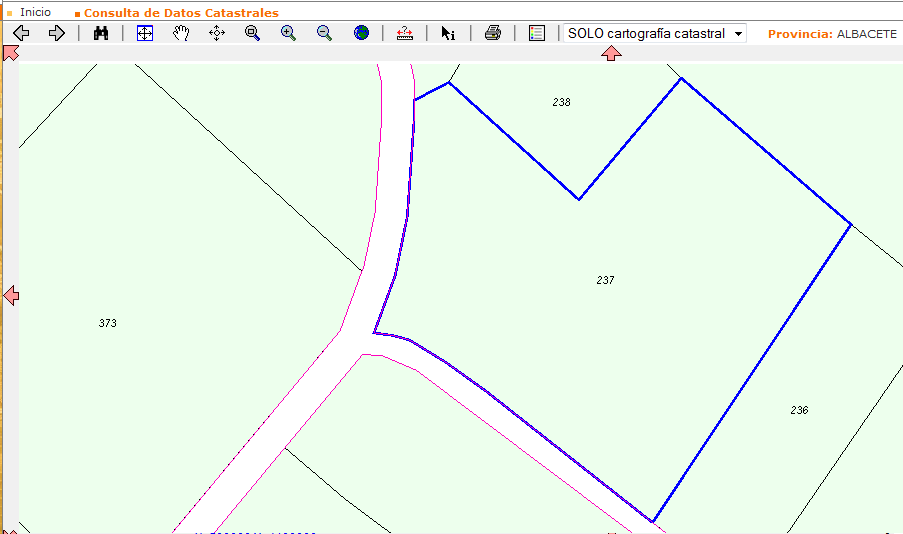 Inicio
Consulta de Datos Catastrales
SOLO cartografía catastral
Provincia: ALBACETE
238
237
373
236